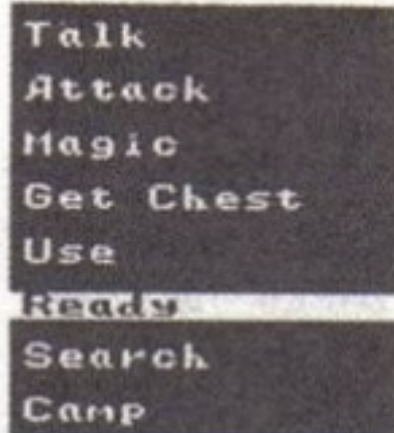 Talk
Attack
Magic
Get Chest
Use
Ready
Search
Camp